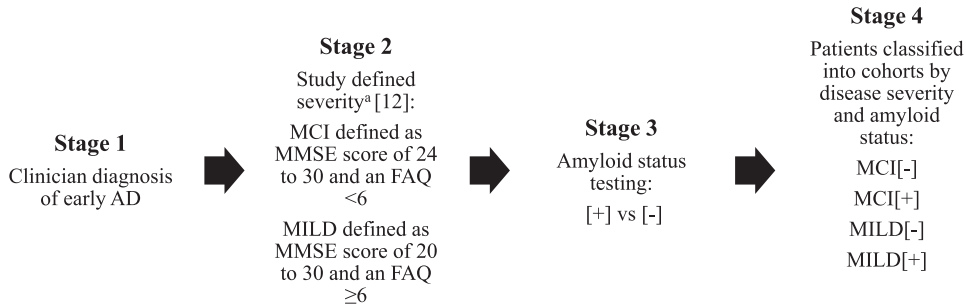 Stage 1
Clinician diagnosis
of early AD
Stage 2
Study defined
severityᵃ [12]:
MCI defined as
MMSE score of 24
to 30 and an FAQ
<6
MILD defined as
MMSE score of 20
to 30 and an FAQ
≥6
Stage 3
Amyloid status
testing:
[+] vs [-]
Stage 4
Patients classified
into cohorts by
disease severity
and amyloid
status:
MCI[-]
MCI[+]
MILD[-]
MILD[+]